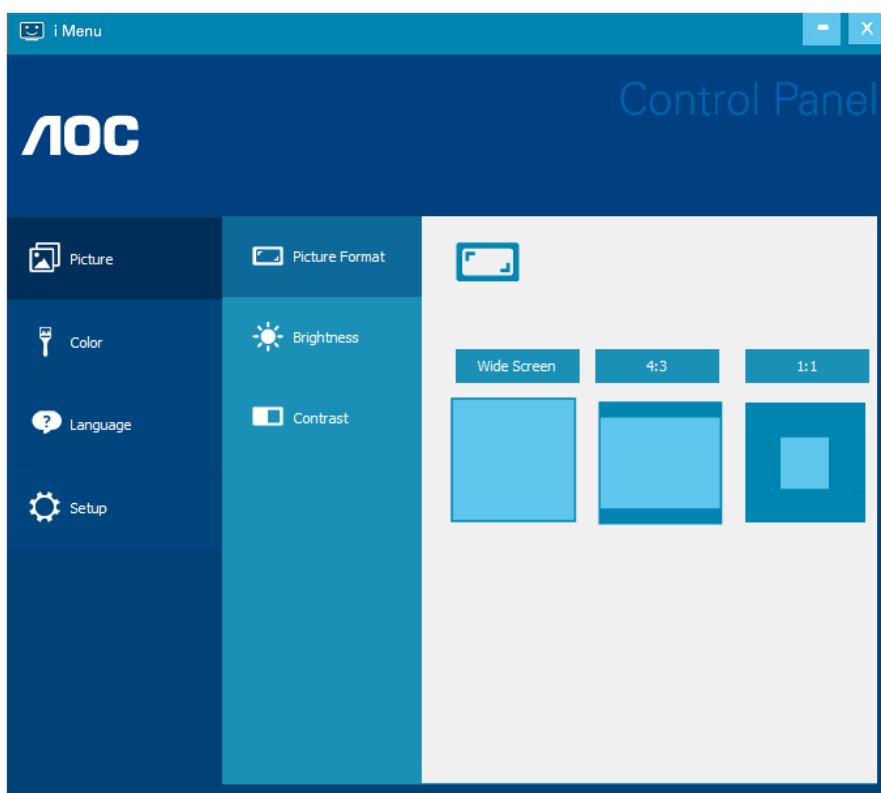 i Menu
Control Panel
AOC
Picture
Color
Language
Setup
Picture Format
Brightness
Contrast
Wide Screen
4:3
1:1